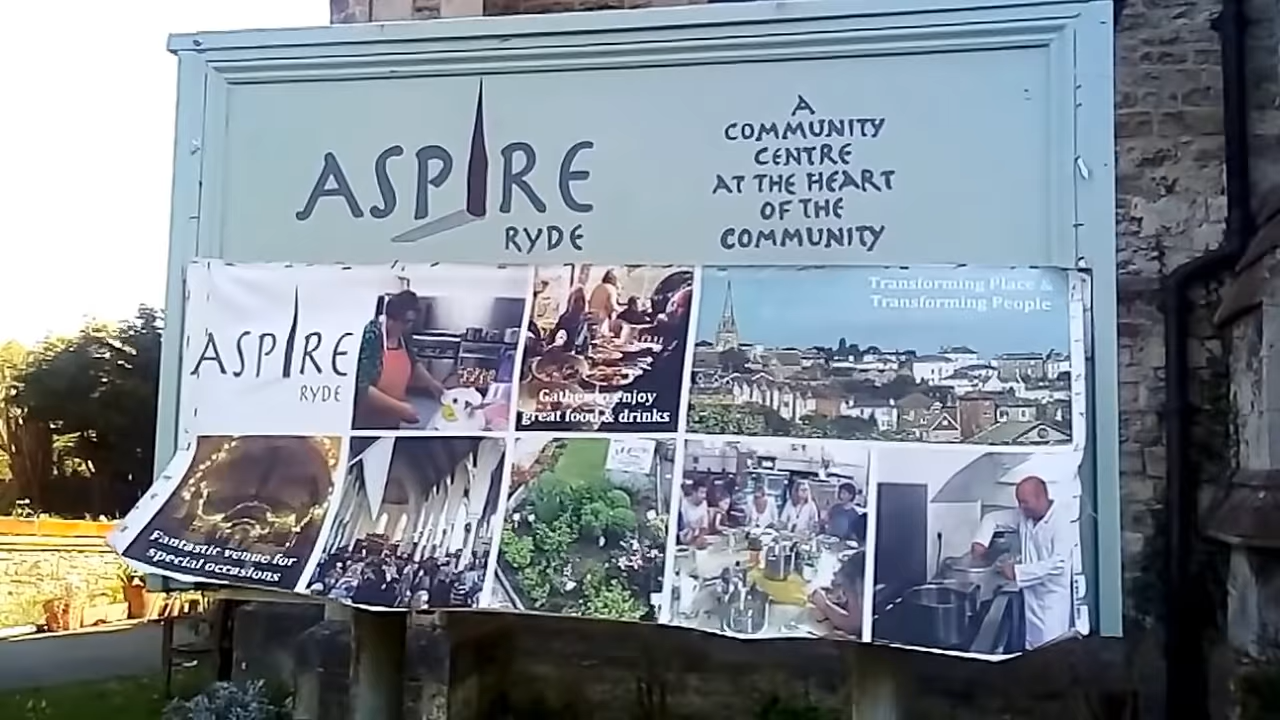 ASPIRE
RYDE
A
COMMUNITY
CENTRE
AT THE HEART
OF THE
COMMUNITY
ASPIRE
RYDE
Gather to enjoy
great food & drinks
Transforming Place &
Transforming People
Fantastic venue for
special occasions